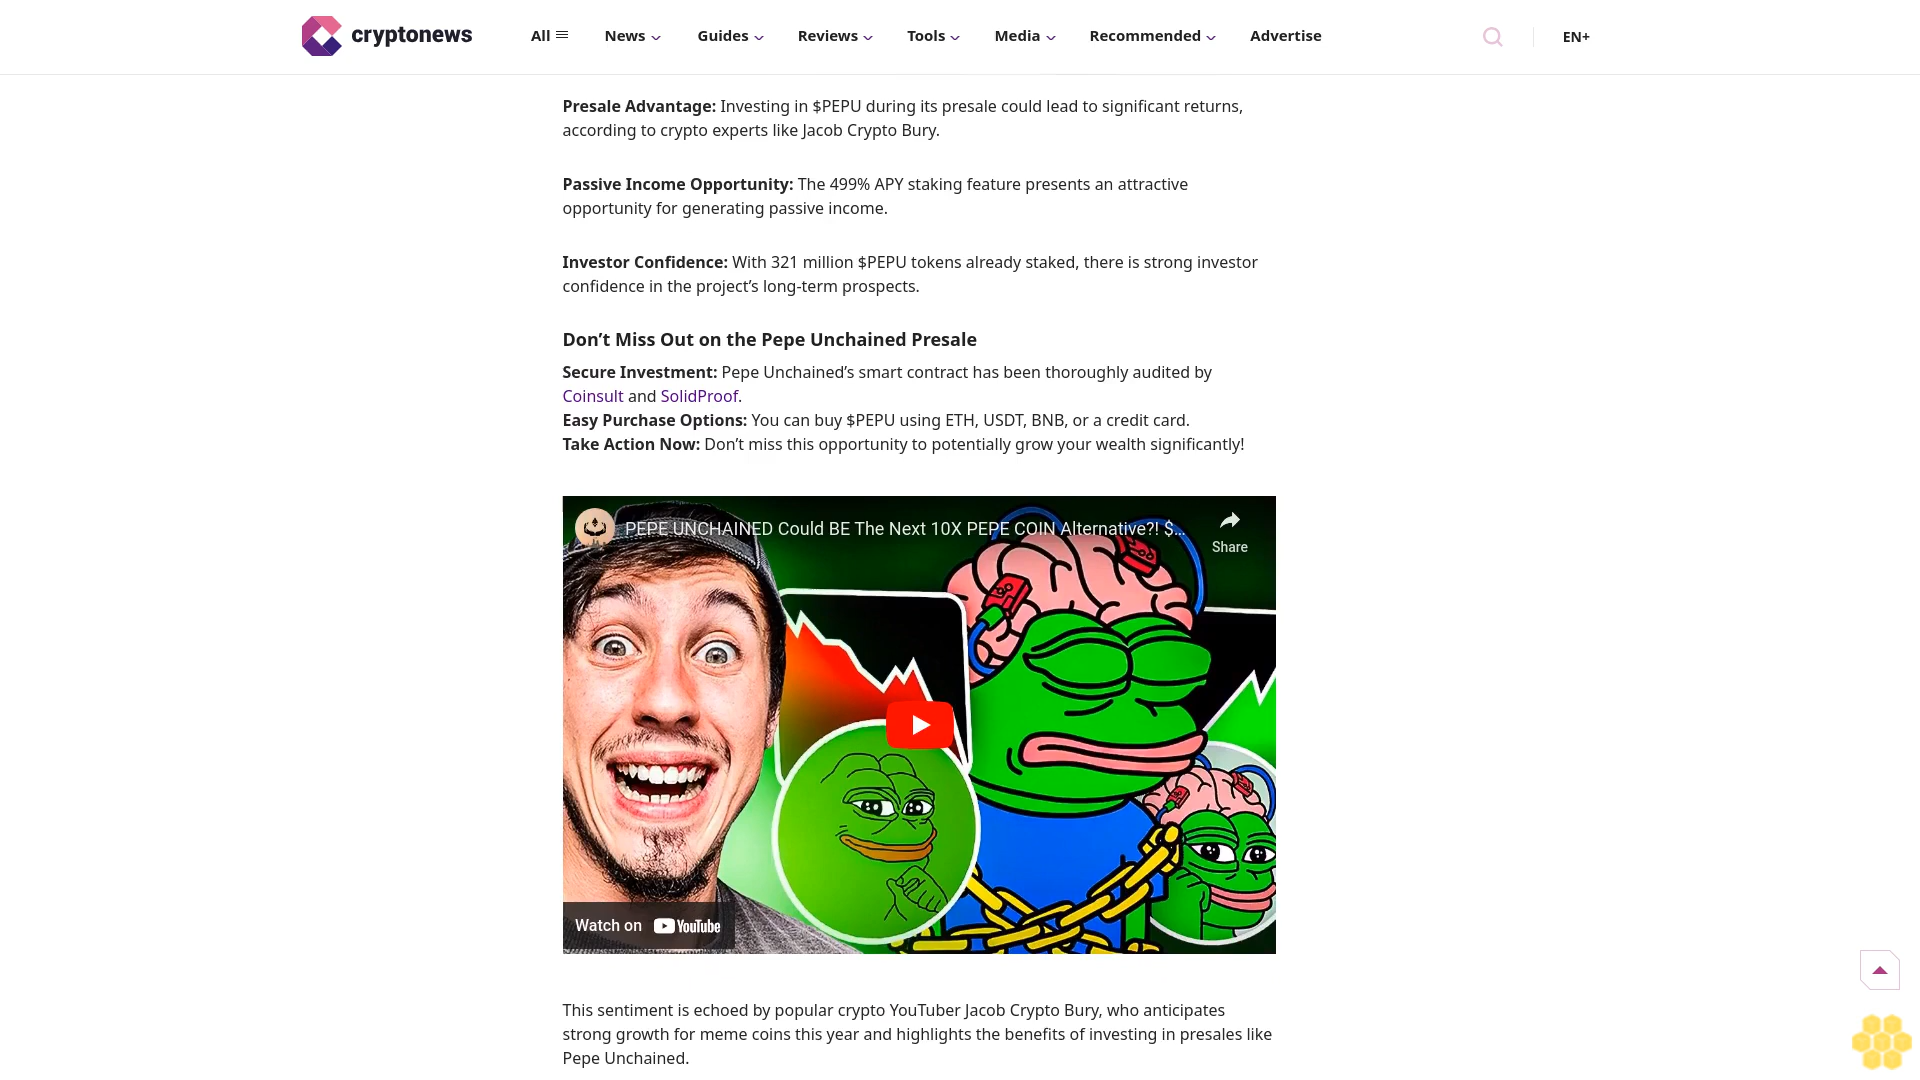 cryptonews
All
News
Guides
Reviews
Tools
Media
Recommended
Advertise
EN+
Presale Advantage: Investing in $PEPU during its presale could lead to significant returns,
according to crypto experts like Jacob Crypto Bury.
Passive Income Opportunity: The 499% APY staking feature presents an attractive
opportunity for generating passive income.
Investor Confidence: With 321 million $PEPU tokens already staked, there is strong investor
confidence in the project’s long-term prospects.
Don’t Miss Out on the Pepe Unchained Presale
Secure Investment: Pepe Unchained’s smart contract has been thoroughly audited by
Coinsult and SolidProof.
Easy Purchase Options: You can buy $PEPU using ETH, USDT, BNB, or a credit card.
Take Action Now: Don’t miss this opportunity to potentially grow your wealth significantly!
PEPE UNCHAINED Could BE The Next 10X PEPE COIN Alternative?! $...
Share
Watch on YouTube
This sentiment is echoed by popular crypto YouTuber Jacob Crypto Bury, who anticipates
strong growth for meme coins this year and highlights the benefits of investing in presales like
Pepe Unchained.